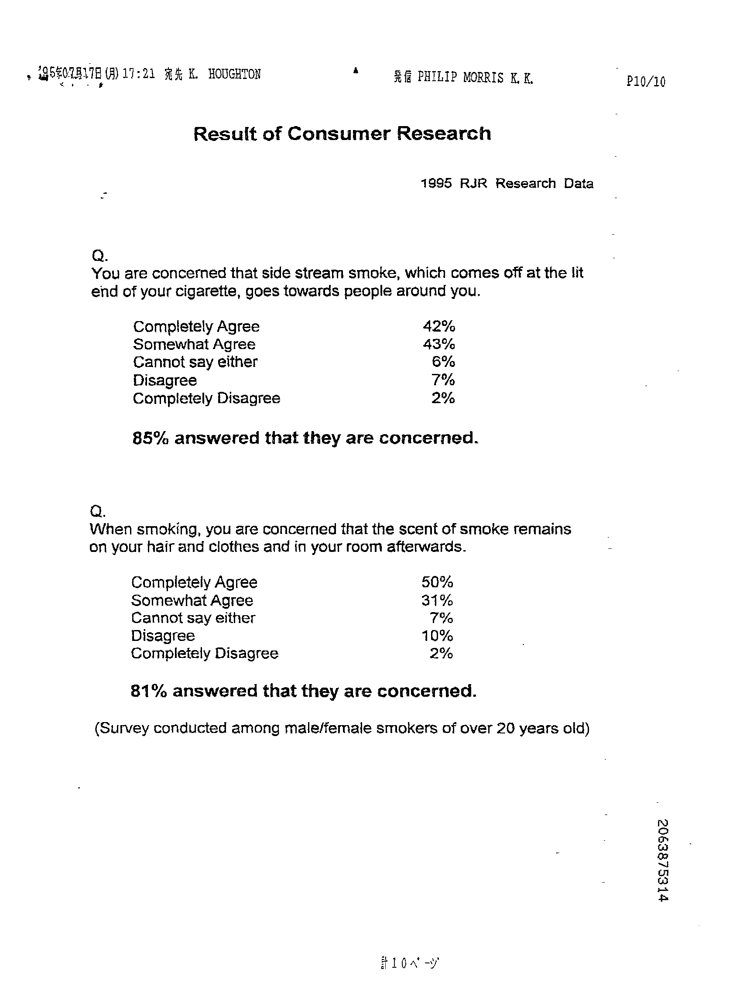 '95年07月17日(月)17:21 宛先 K. HOUGHTON 発信 PHILIP MORRIS K.K. P10/10
Result of Consumer Research
1995 RJR Research Data
Q.
You are concerned that side stream smoke, which comes off at the lit
end of your cigarette, goes towards people around you.
Completely Agree 42%
Somewhat Agree 43%
Cannot say either 6%
Disagree 7%
Completely Disagree 2%
85% answered that they are concerned.
Q.
When smoking, you are concerned that the scent of smoke remains
on your hair and clothes and in your room afterwards.
Completely Agree 50%
Somewhat Agree 31%
Cannot say either 7%
Disagree 10%
Completely Disagree 2%
81% answered that they are concerned.
(Survey conducted among male/female smokers of over 20 years old)
2063875314
計10ページ